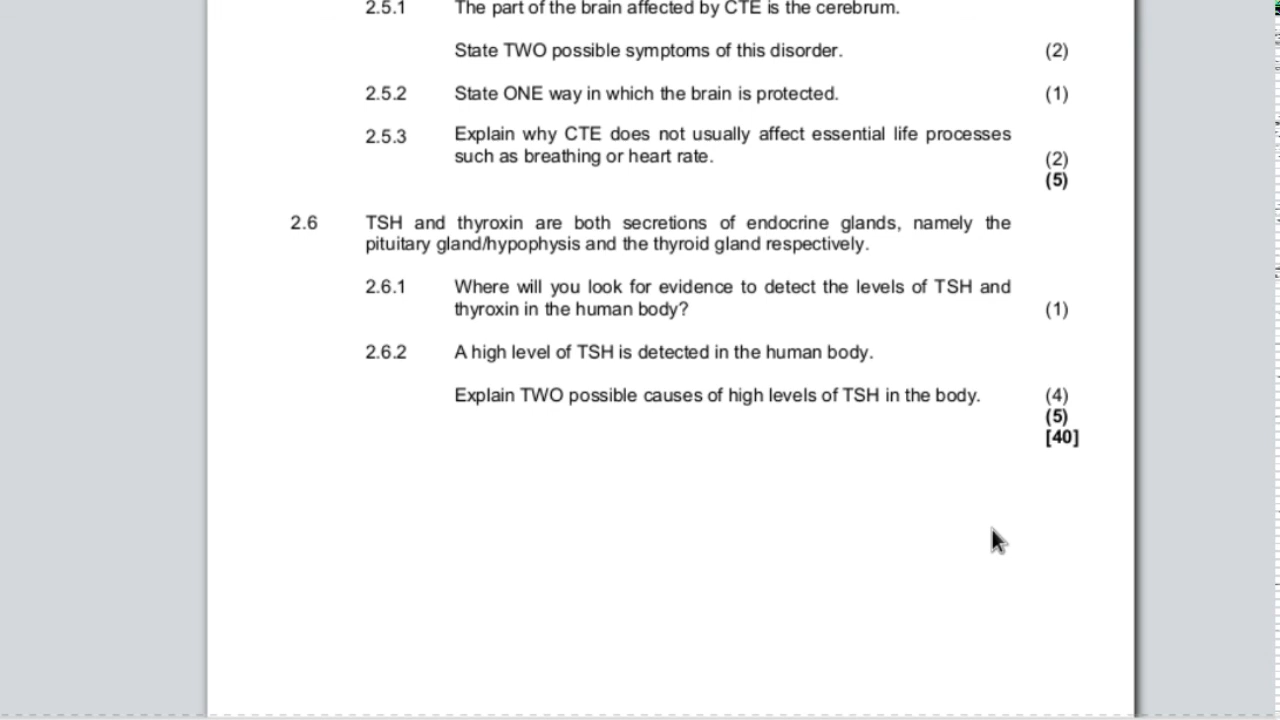 2.5.1 The part of the brain affected by CTE is the cerebrum.
State TWO possible symptoms of this disorder. (2)
2.5.2 State ONE way in which the brain is protected. (1)
2.5.3 Explain why CTE does not usually affect essential life processes
such as breathing or heart rate. (2)
(5)
2.6 TSH and thyroxin are both secretions of endocrine glands, namely the
pituitary gland/hypophysis and the thyroid gland respectively.
2.6.1 Where will you look for evidence to detect the levels of TSH and
thyroxin in the human body? (1)
2.6.2 A high level of TSH is detected in the human body.
Explain TWO possible causes of high levels of TSH in the body. (4)
(5)
[40]